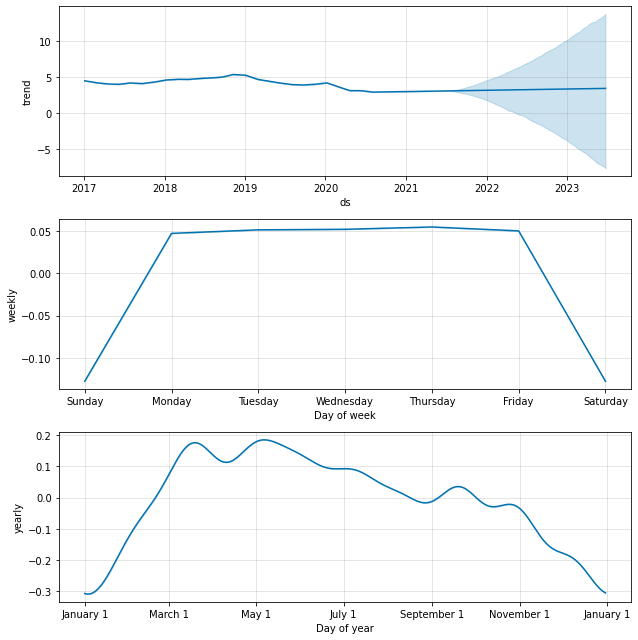 10
5
0
−5
trend
2017 2018 2019 2020 2021 2022 2023
ds
0.05
0.00
−0.05
−0.10
weekly
Sunday Monday Tuesday Wednesday Thursday Friday Saturday
Day of week
0.2
0.1
0.0
−0.1
−0.2
−0.3
yearly
January 1 March 1 May 1 July 1 September 1 November 1 January 1
Day of year